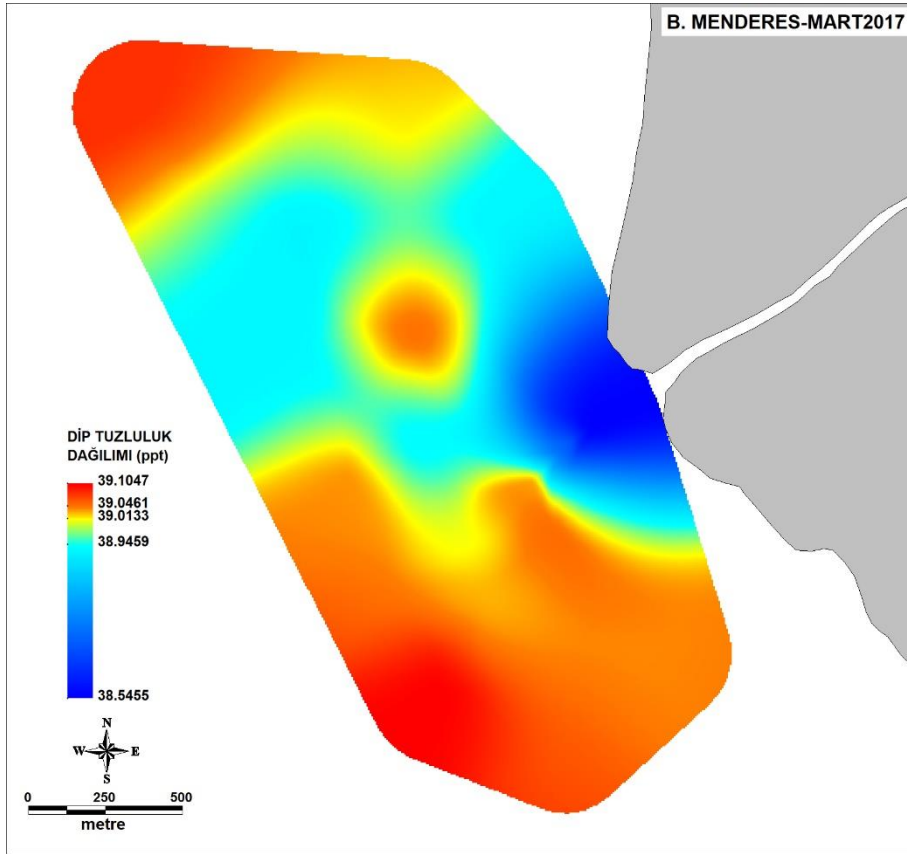 B. MENDERES-MART2017
DİP TUZLULUK
DAĞILIMI (ppt)
39.1047
39.0461
39.0133
38.9459
38.5455
N
W E
S
0 250 500
metre